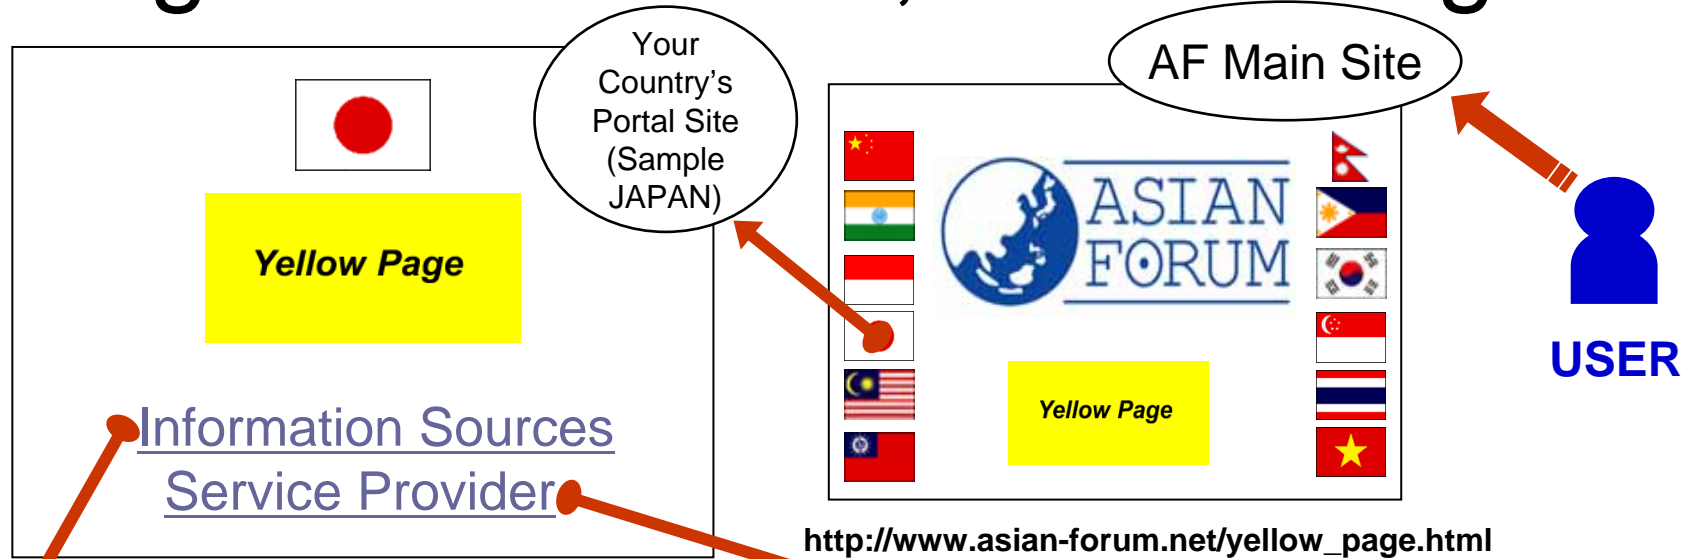 Your
Country's
Portal Site
(Sample
JAPAN)
Yellow Page
Information Sources
Service Provider
AF Main Site
ASIAN
FORUM
Yellow Page
USER
http://www.asian-forum.net/yellow_page.html